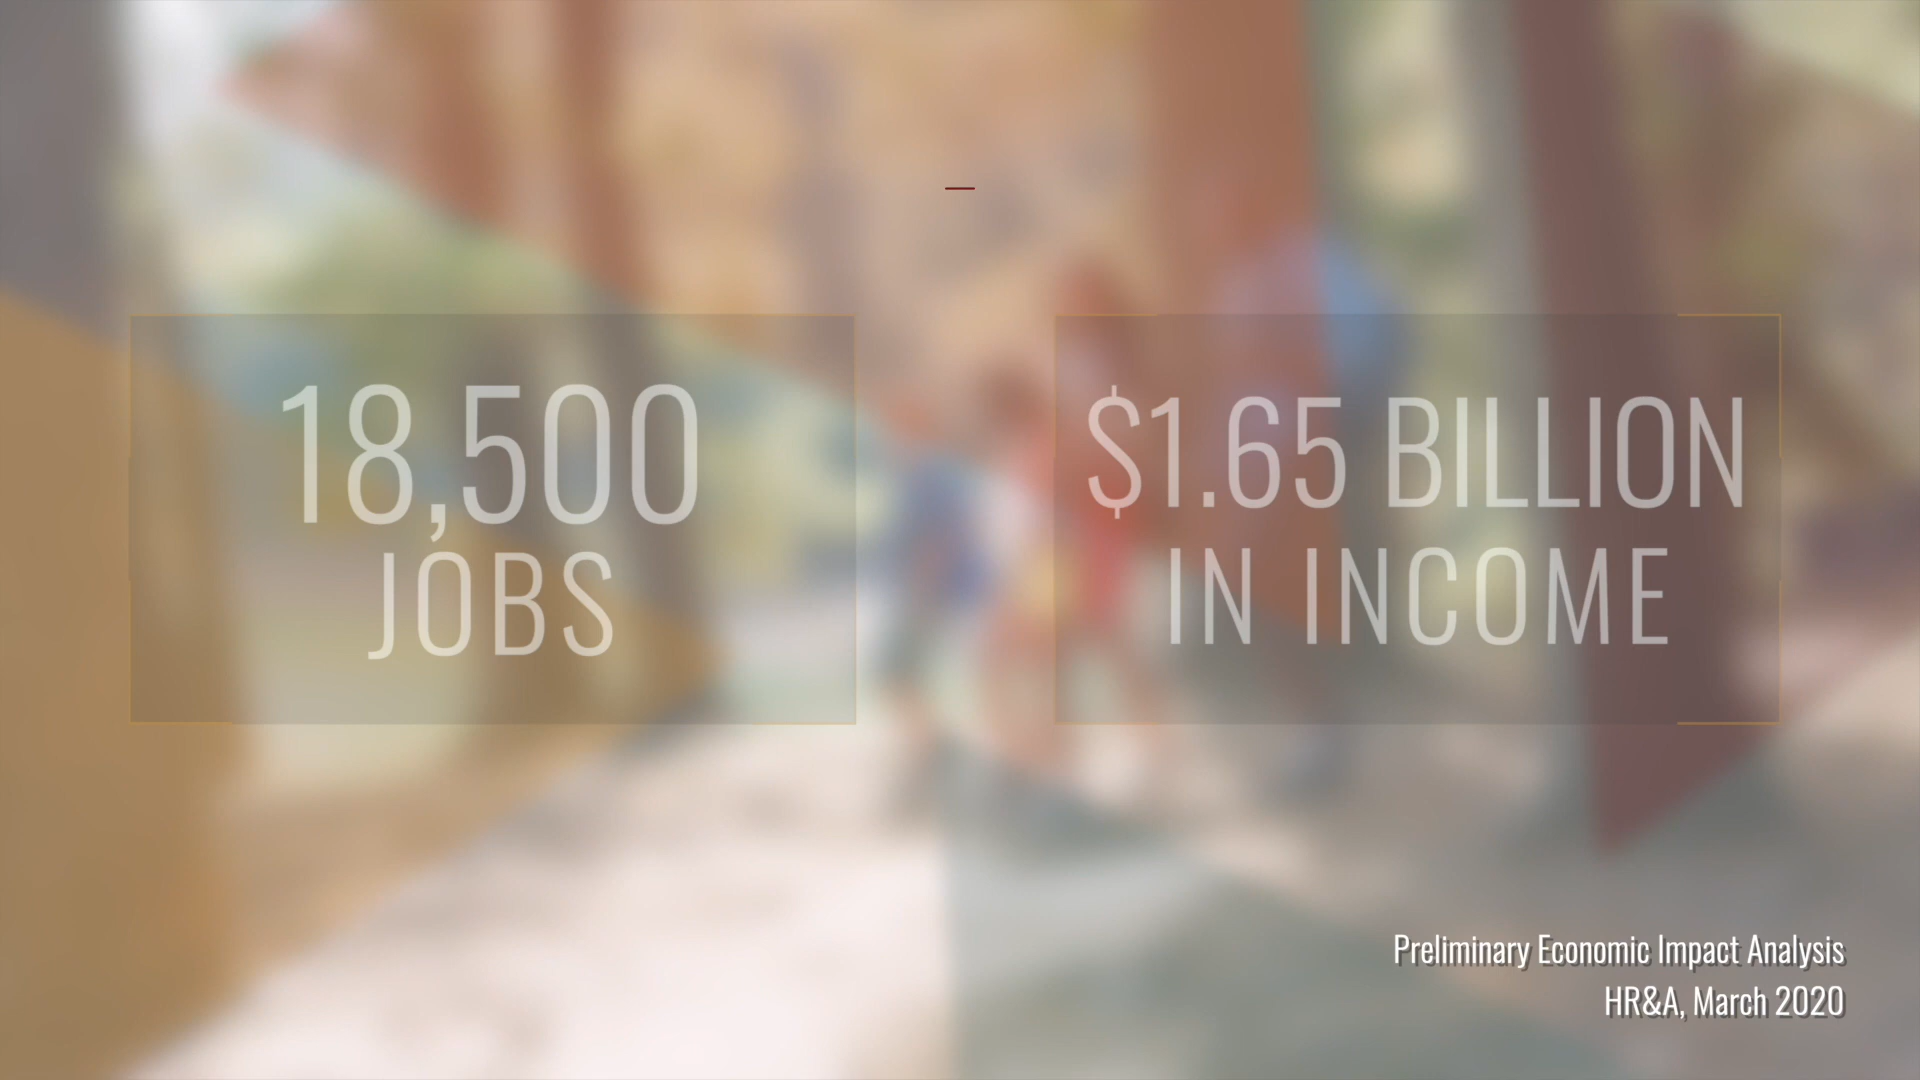 18,500
JOBS
$1.65 BILLION
IN INCOME
Preliminary Economic Impact Analysis
HR&A, March 2020